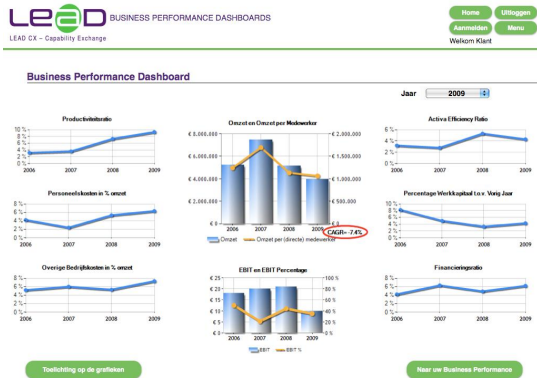 LEAD BUSINESS PERFORMANCE DASHBOARDS
LEAD CX – Capability Exchange
Home Uitloggen
Aanmelden Menu
Welkom Klant
Business Performance Dashboard
Jaar 2009
Productiviteitsratio
10 %
8 %
6 %
4 %
2 %
0 %
2006 2007 2008 2009
Omzet en Omzet per Medewerker
€ 8.000.000
€ 6.000.000
€ 4.000.000
€ 2.000.000
€ 0
€ 2.000.000
€ 1.500.000
€ 1.000.000
€ 500.000
€ 0
2006 2007 2008 2009
CAGR= -7.4%
Omzet Omzet per (directe) medewerker
Activa Efficiency Ratio
6 %
4 %
2 %
0 %
2006 2007 2008 2009
Personeelskosten in % omzet
8 %
6 %
4 %
2 %
0 %
2006 2007 2008 2009
Percentage Werkkapitaal t.o.v. Vorig Jaar
10 %
8 %
6 %
4 %
2 %
0 %
2006 2007 2008 2009
Overige Bedrijfskosten in % omzet
8 %
6 %
4 %
2 %
0 %
2006 2007 2008 2009
EBIT en EBIT Percentage
€ 25
€ 20
€ 15
€ 10
€ 5
€ 0
100 %
80 %
60 %
40 %
20 %
0 %
2006 2007 2008 2009
EBIT EBIT %
Financieringsratio
8 %
6 %
4 %
2 %
0 %
2006 2007 2008 2009
Toelichting op de grafieken
Naar uw Business Performance